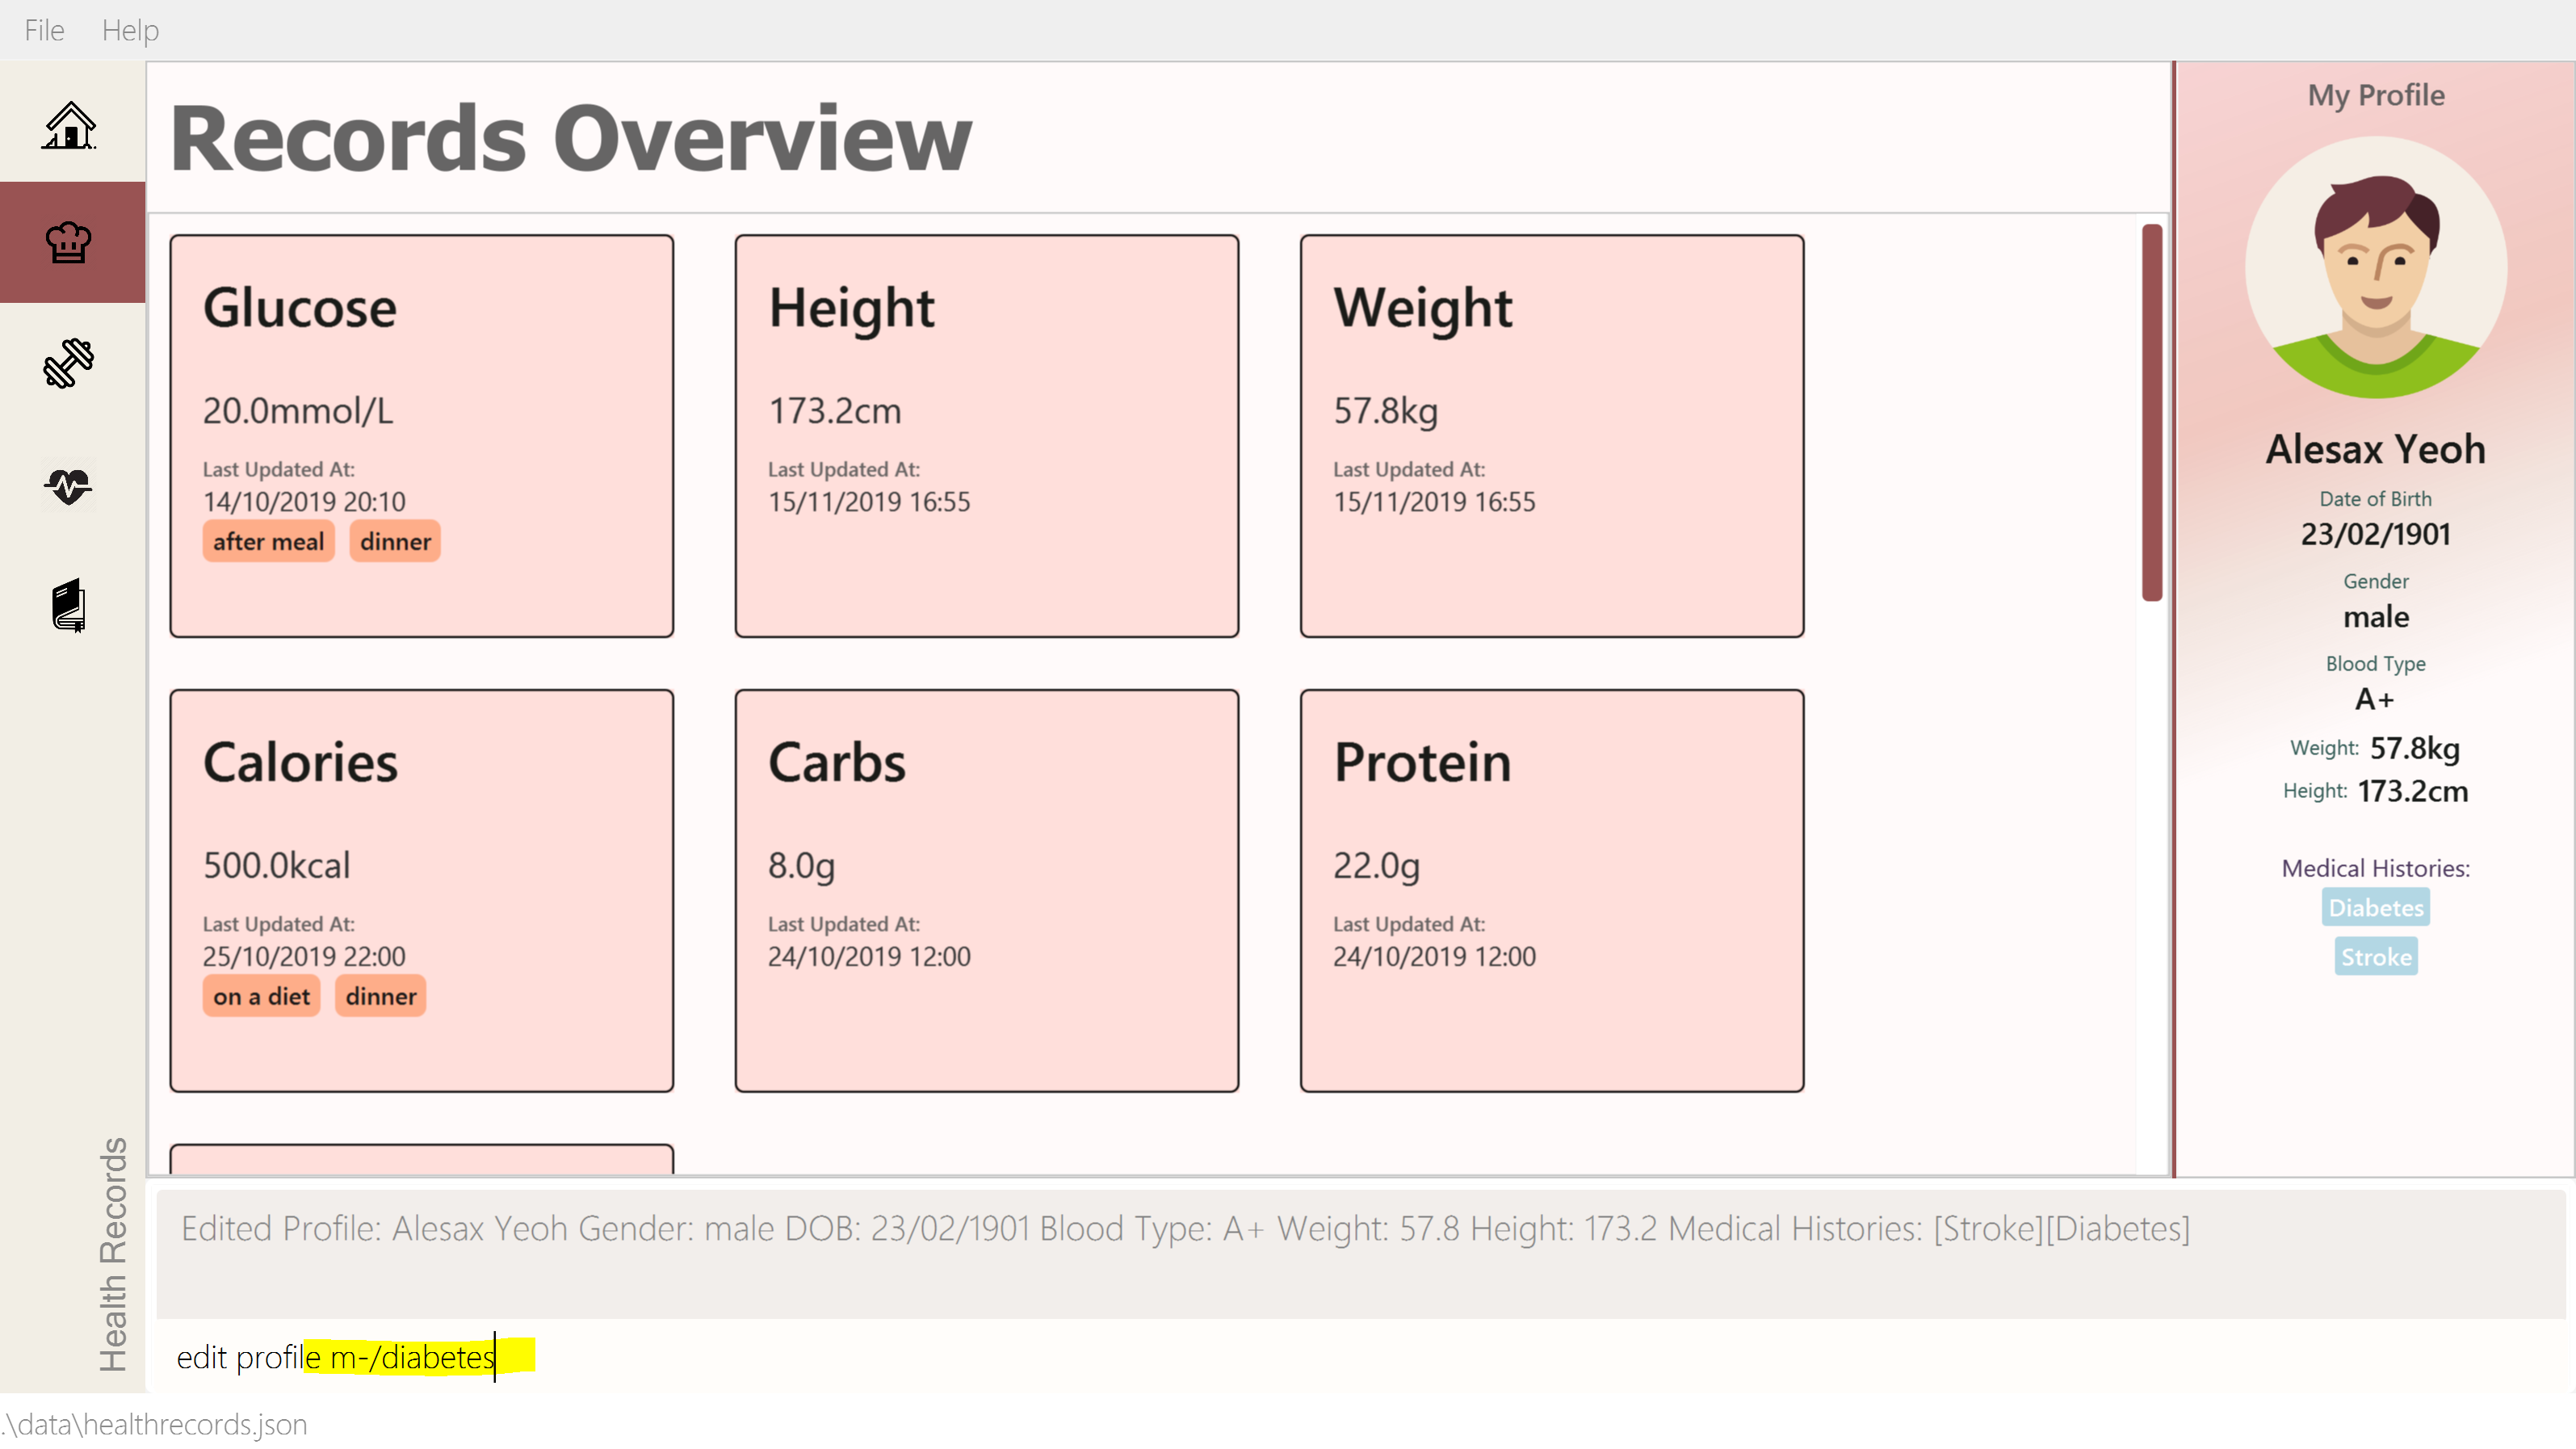 File Help
Records Overview
Glucose
20.0mmol/L
Last Updated At:
14/10/2019 20:10
after meal dinner
Height
173.2cm
Last Updated At:
15/11/2019 16:55
Weight
57.8kg
Last Updated At:
15/11/2019 16:55
Calories
500.0kcal
Last Updated At:
25/10/2019 22:00
on a diet dinner
Carbs
8.0g
Last Updated At:
24/10/2019 12:00
Protein
22.0g
Last Updated At:
24/10/2019 12:00
My Profile
Alesax Yeoh
Date of Birth
23/02/1901
Gender
male
Blood Type
A+
Weight: 57.8kg
Height: 173.2cm
Medical Histories:
Diabetes
Stroke
Health Records
Edited Profile: Alesax Yeoh Gender: male DOB: 23/02/1901 Blood Type: A+ Weight: 57.8 Height: 173.2 Medical Histories: [Stroke][Diabetes]
edit profile m-/diabetes
.\data\healthrecords.json